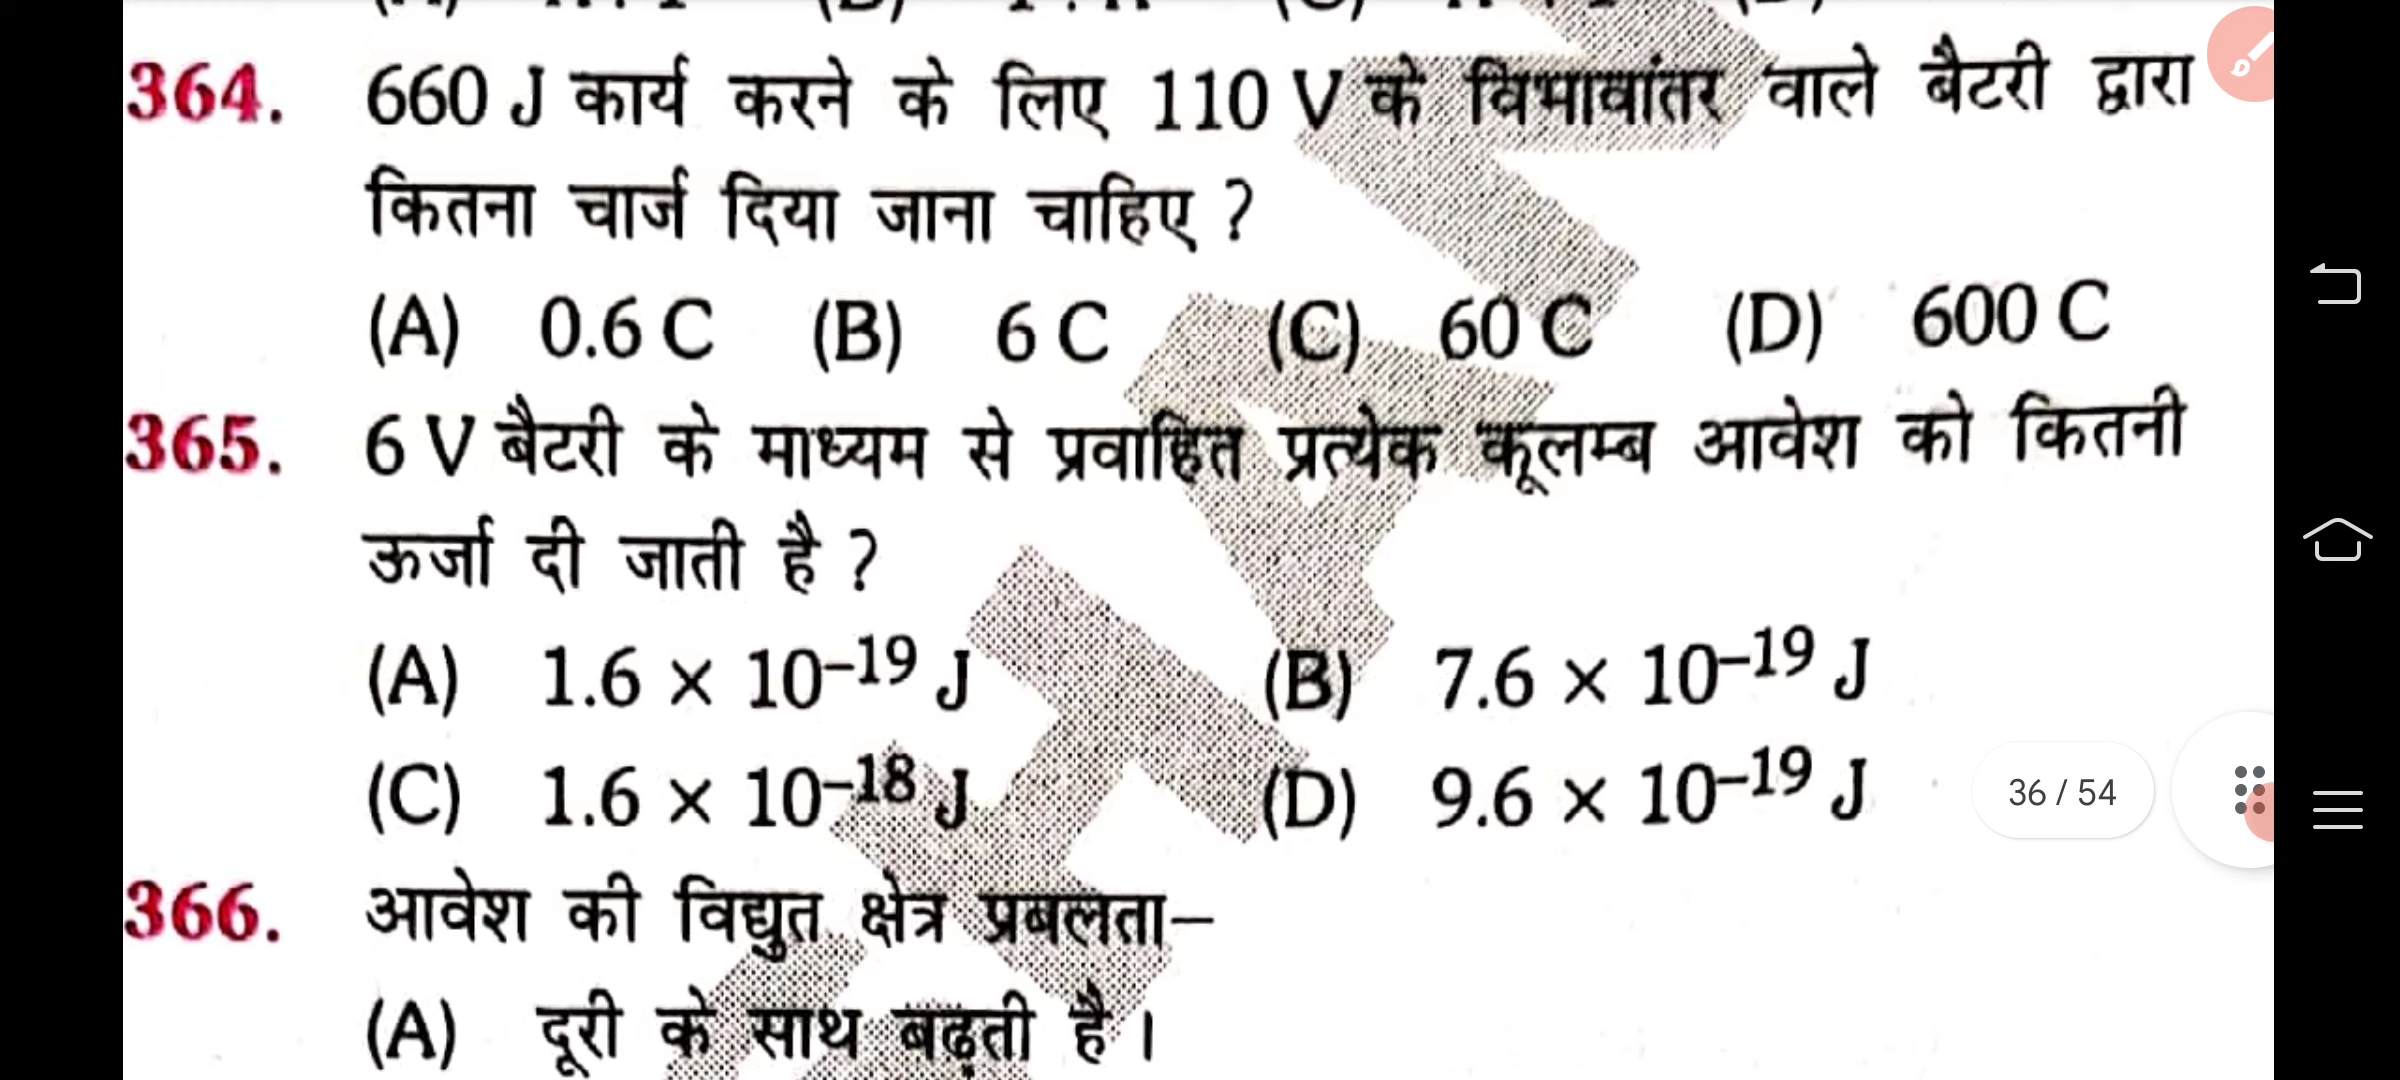 364. 660 J कार्य करने के लिए 110 V के विभावांतर वाले बैटरी द्वारा
कितना चार्ज दिया जाना चाहिए ?
(A) 0.6 C (B) 6 C (C) 60 C (D) 600 C
365. 6 V बैटरी के माध्यम से प्रवाहित प्रत्येक कूलम्ब आवेश को कितनी
ऊर्जा दी जाती है ?
(A) 1.6 × 10⁻¹⁹ J (B) 7.6 × 10⁻¹⁹ J
(C) 1.6 × 10⁻¹⁸ J (D) 9.6 × 10⁻¹⁹ J
36 / 54
366. आवेश की विद्युत क्षेत्र प्रबलता–
(A) दूरी के साथ बढ़ती है ।